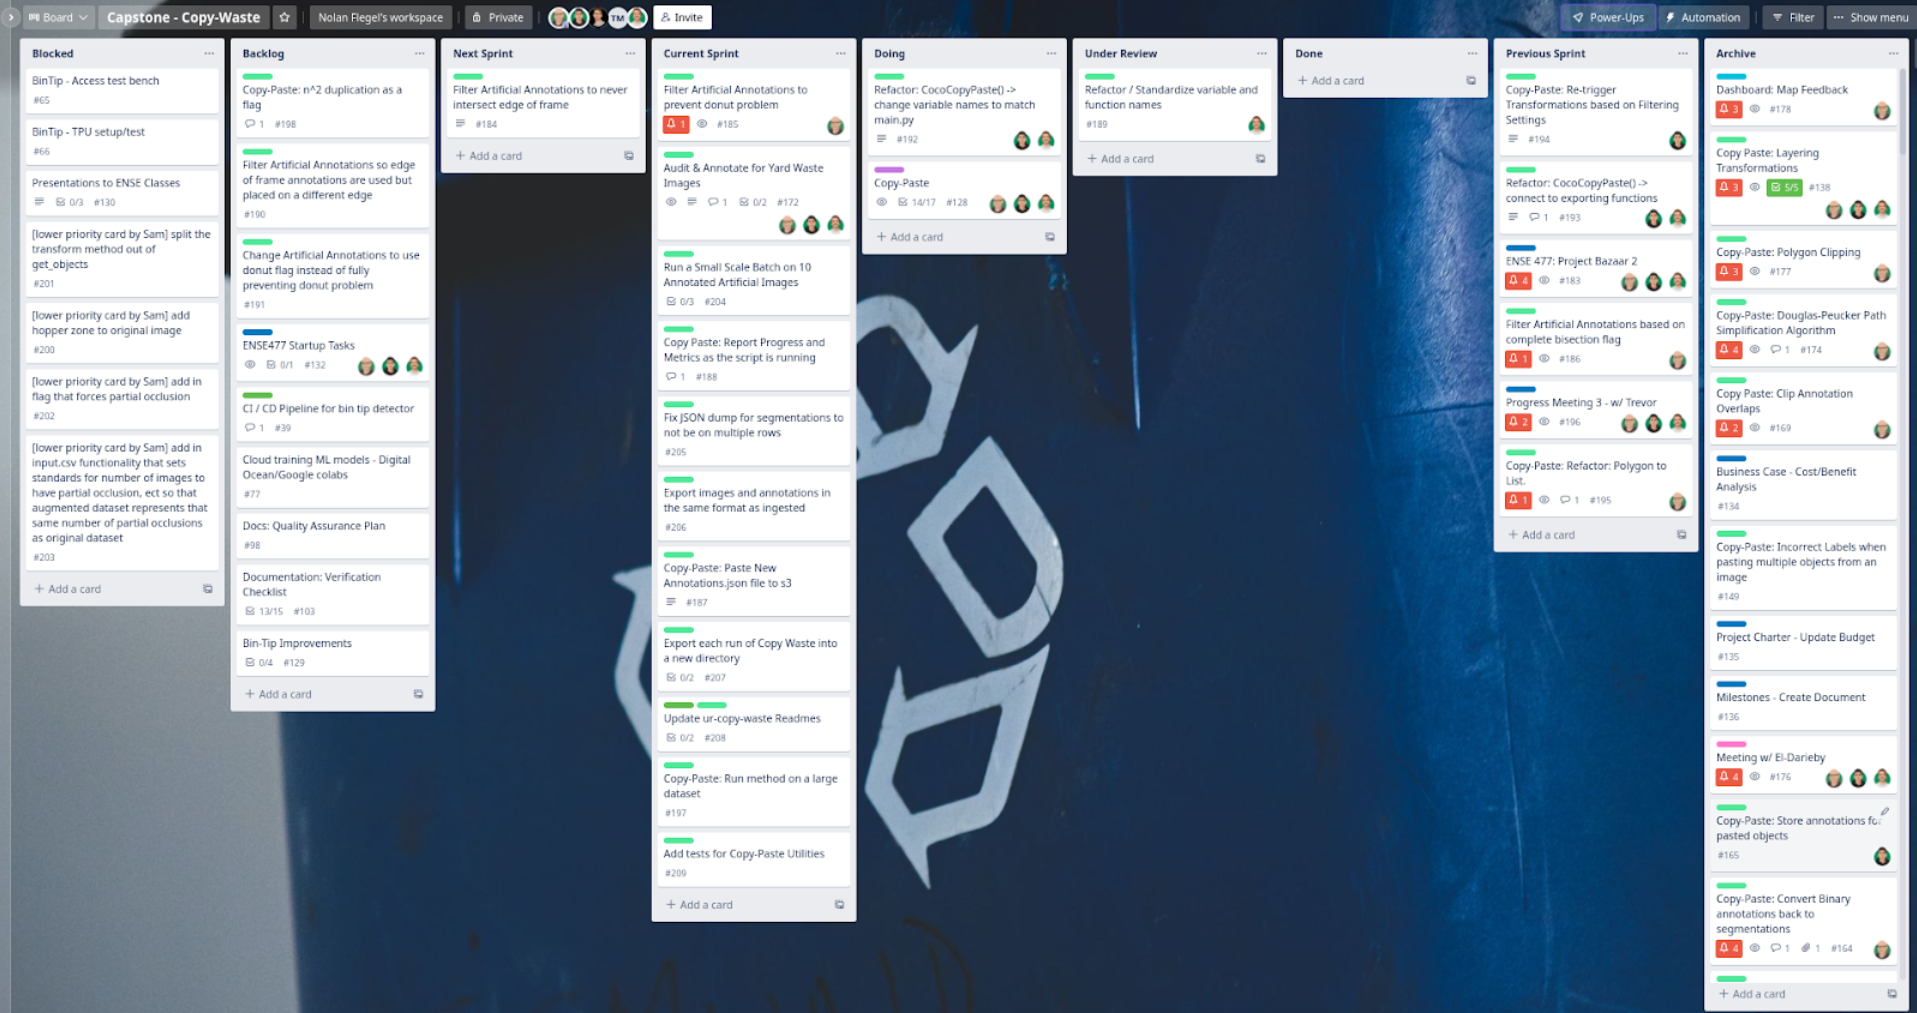 Board
Capstone - Copy-Waste
Nolan Flegel's workspace
Private
TM
Invite
Power-Ups
Automation
Filter
Show menu
Blocked
BinTip - Access test bench
#65
BinTip - TPU setup/test
#66
Presentations to ENSE Classes
0/3 #130
[lower priority card by Sam] split the
transform method out of
get_objects
#201
[lower priority card by Sam] add
hopper zone to original image
#200
[lower priority card by Sam] add in
flag that forces partial occlusion
#202
[lower priority card by Sam] add in
input.csv functionality that sets
standards for number of images to
have partial occlusion, ect so that
augmented dataset represents that
same number of partial occlusions
as original dataset
#203
+ Add a card
Backlog
Copy-Paste: n^2 duplication as a
flag
1 #198
Filter Artificial Annotations so edge
of frame annotations are used but
placed on a different edge
#190
Change Artificial Annotations to use
donut flag instead of fully
preventing donut problem
#191
ENSE477 Startup Tasks
0/1 #132
CI / CD Pipeline for bin tip detector
1 #39
Cloud training ML models - Digital
Ocean/Google colabs
#77
Docs: Quality Assurance Plan
#98
Documentation: Verification
Checklist
13/15 #103
Bin-Tip Improvements
0/4 #129
+ Add a card
Next Sprint
Filter Artificial Annotations to never
intersect edge of frame
#184
+ Add a card
Current Sprint
Filter Artificial Annotations to
prevent donut problem
1 #185
Audit & Annotate for Yard Waste
Images
1 0/2 #172
Run a Small Scale Batch on 10
Annotated Artificial Images
0/3 #204
Copy Paste: Report Progress and
Metrics as the script is running
1 #188
Fix JSON dump for segmentations to
not be on multiple rows
#205
Export images and annotations in
the same format as ingested
#206
Copy-Paste: Paste New
Annotations.json file to s3
#187
Export each run of Copy Waste into
a new directory
0/2 #207
Update ur-copy-waste Readmes
0/2 #208
Copy-Paste: Run method on a large
dataset
#197
Add tests for Copy-Paste Utilities
#209
+ Add a card
Doing
Refactor: CocoCopyPaste() ->
change variable names to match
main.py
#192
Copy-Paste
14/17 #128
+ Add a card
Under Review
Refactor / Standardize variable and
function names
#189
+ Add a card
Done
+ Add a card
Previous Sprint
Copy-Paste: Re-trigger
Transformations based on Filtering
Settings
#194
Refactor: CocoCopyPaste() ->
connect to exporting functions
1 #193
ENSE 477: Project Bazaar 2
4 #183
Filter Artificial Annotations based on
complete bisection flag
1 #186
Progress Meeting 3 - w/ Trevor
2 #196
Copy-Paste: Refactor: Polygon to
List.
1 1 #195
+ Add a card
Archive
Dashboard: Map Feedback
3 #178
Copy Paste: Layering
Transformations
3 5/5 #138
Copy-Paste: Polygon Clipping
3 #177
Copy-Paste: Douglas-Peucker Path
Simplification Algorithm
4 1 #174
Copy Paste: Clip Annotation
Overlaps
2 #169
Business Case - Cost/Benefit
Analysis
#134
Copy-Paste: Incorrect Labels when
pasting multiple objects from an
image
#149
Project Charter - Update Budget
#135
Milestones - Create Document
#136
Meeting w/ El-Darieby
4 #176
Copy-Paste: Store annotations for
pasted objects
#165
Copy-Paste: Convert Binary
annotations back to
segmentations
4 1 1 #164
+ Add a card